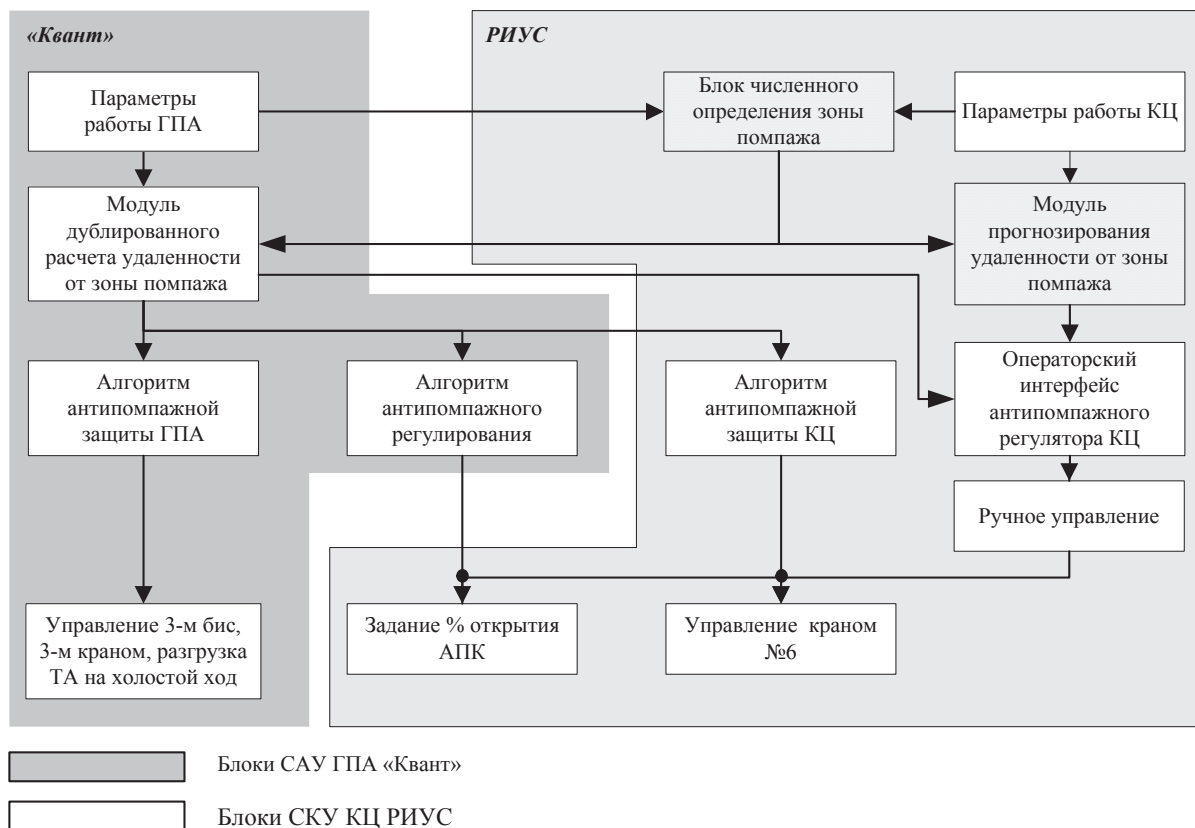 «Квант»
РИУС
Параметры
работы ГПА
Блок численного
определения зоны
помпажа
Параметры работы КЦ
Модуль
дублированного
расчета удаленности
от зоны помпажа
Модуль
прогнозирования
удаленности от зоны
помпажа
Алгоритм
антипомпажной
защиты ГПА
Алгоритм
антипомпажного
регулирования
Алгоритм
антипомпажной
защиты КЦ
Операторский
интерфейс
антипомпажного
регулятора КЦ
Ручное управление
Управление 3-м бис,
3-м краном, разгрузка
ТА на холостой ход
Задание % открытия
АПК
Управление краном
№6
Блоки САУ ГПА «Квант»
Блоки СКУ КЦ РИУС